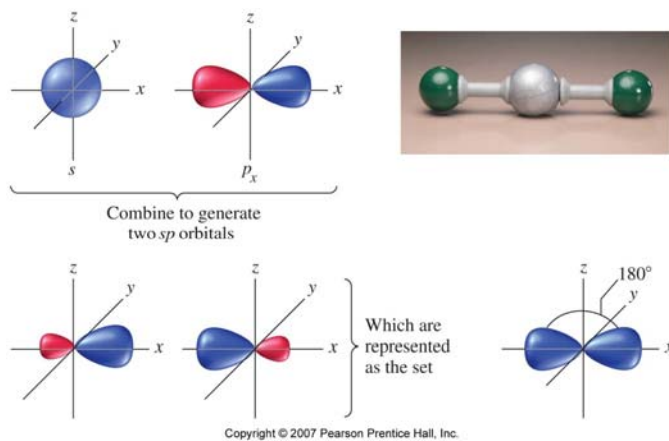 z
y
x
s
z
y
x
p_x
Combine to generate
two sp orbitals
z
y
x
z
y
x
Which are
represented
as the set
z
180°
y
x
Copyright © 2007 Pearson Prentice Hall, Inc.